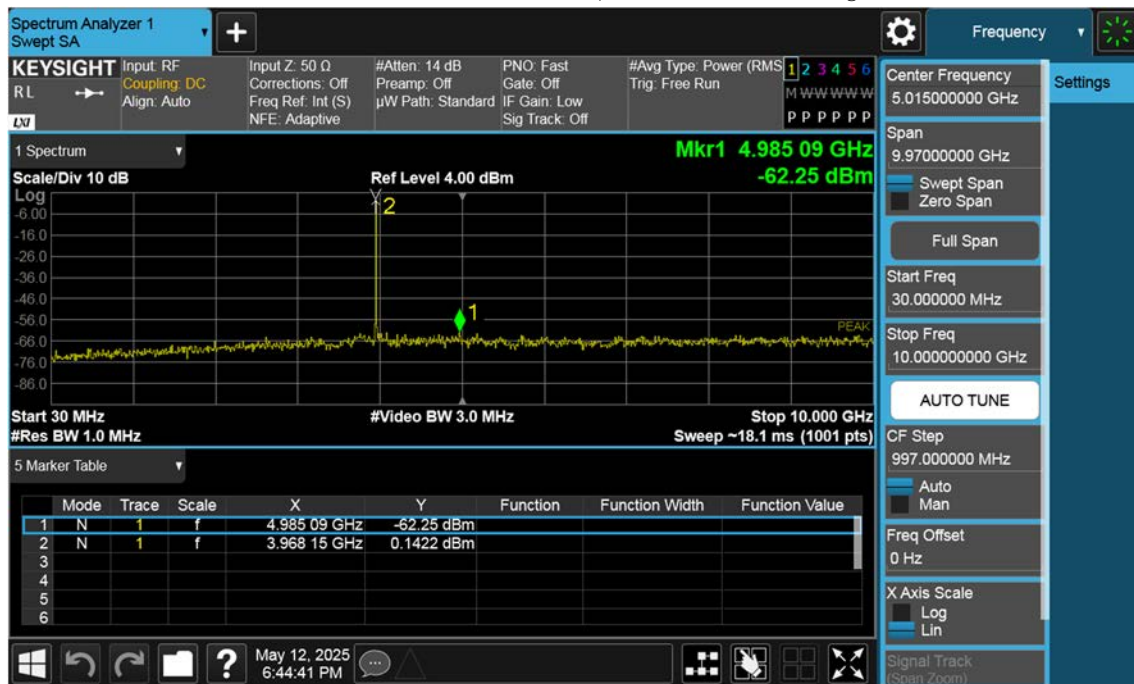 Spectrum Analyzer 1
Swept SA
+
Frequency
KEYSIGHT
RL
LXI
Input: RF
Coupling: DC
Align: Auto
Input Z: 50 Ω
Corrections: Off
Freq Ref: Int (S)
NFE: Adaptive
#Atten: 14 dB
Preamp: Off
µW Path: Standard
PNO: Fast
Gate: Off
IF Gain: Low
Sig Track: Off
#Avg Type: Power (RMS
Trig: Free Run
1 2 3 4 5 6
M W W W W W
P P P P P P
1 Spectrum
Mkr1 4.985 09 GHz
Scale/Div 10 dB
Ref Level 4.00 dBm
-62.25 dBm
Log
-6.00
-16.0
-26.0
-36.0
-46.0
-56.0
-66.0
-76.0
-86.0
2
1
PEAK
Start 30 MHz
#Video BW 3.0 MHz
Stop 10.000 GHz
#Res BW 1.0 MHz
Sweep ~18.1 ms (1001 pts)
5 Marker Table
Mode Trace Scale X Y Function Function Width Function Value
1 N 1 f 4.985 09 GHz -62.25 dBm
2 N 1 f 3.968 15 GHz 0.1422 dBm
3
4
5
6
?
May 12, 2025
6:44:41 PM
Center Frequency
5.015000000 GHz
Settings
Span
9.97000000 GHz
Swept Span
Zero Span
Full Span
Start Freq
30.000000 MHz
Stop Freq
10.000000000 GHz
AUTO TUNE
CF Step
997.000000 MHz
Auto
Man
Freq Offset
0 Hz
X Axis Scale
Log
Lin
Signal Track
(Span Zoom)